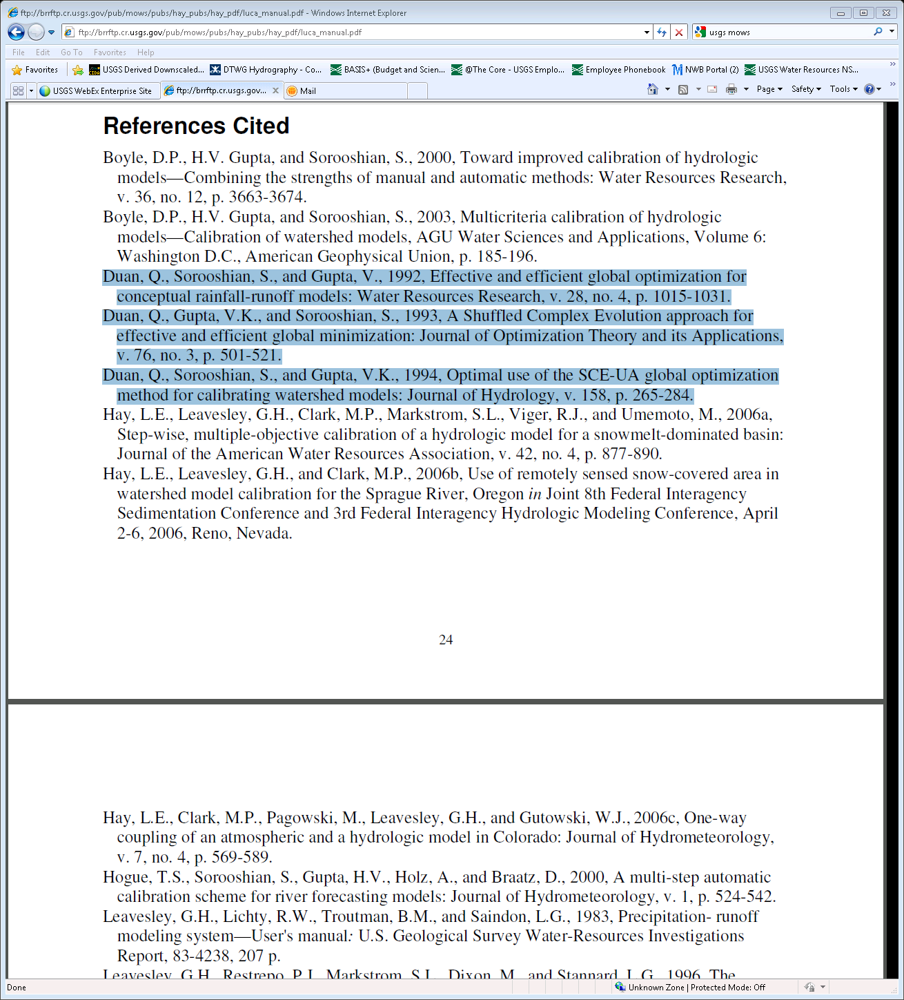 ftp://brrftp.cr.usgs.gov/pub/mows/pubs/hay_pubs/hay_pdf/luca_manual.pdf - Windows Internet Explorer
ftp://brrftp.cr.usgs.gov/pub/mows/pubs/hay_pubs/hay_pdf/luca_manual.pdf
usgs mows
File Edit Go To Favorites Help
Favorites USGS Derived Downscaled... DTWG Hydrography - Co... BASIS+ (Budget and Scien... @The Core - USGS Emplo... Employee Phonebook NWB Portal (2) USGS Water Resources NS...
USGS WebEx Enterprise Site ftp://brrftp.cr.usgs.gov... Mail Page Safety Tools
References Cited
Boyle, D.P., H.V. Gupta, and Sorooshian, S., 2000, Toward improved calibration of hydrologic
models—Combining the strengths of manual and automatic methods: Water Resources Research,
v. 36, no. 12, p. 3663-3674.
Boyle, D.P., H.V. Gupta, and Sorooshian, S., 2003, Multicriteria calibration of hydrologic
models—Calibration of watershed models, AGU Water Sciences and Applications, Volume 6:
Washington D.C., American Geophysical Union, p. 185-196.
Duan, Q., Sorooshian, S., and Gupta, V., 1992, Effective and efficient global optimization for
conceptual rainfall-runoff models: Water Resources Research, v. 28, no. 4, p. 1015-1031.
Duan, Q., Gupta, V.K., and Sorooshian, S., 1993, A Shuffled Complex Evolution approach for
effective and efficient global minimization: Journal of Optimization Theory and its Applications,
v. 76, no. 3, p. 501-521.
Duan, Q., Sorooshian, S., and Gupta, V.K., 1994, Optimal use of the SCE-UA global optimization
method for calibrating watershed models: Journal of Hydrology, v. 158, p. 265-284.
Hay, L.E., Leavesley, G.H., Clark, M.P., Markstrom, S.L., Viger, R.J., and Umemoto, M., 2006a,
Step-wise, multiple-objective calibration of a hydrologic model for a snowmelt-dominated basin:
Journal of the American Water Resources Association, v. 42, no. 4, p. 877-890.
Hay, L.E., Leavesley, G.H., and Clark, M.P., 2006b, Use of remotely sensed snow-covered area in
watershed model calibration for the Sprague River, Oregon in Joint 8th Federal Interagency
Sedimentation Conference and 3rd Federal Interagency Hydrologic Modeling Conference, April
2-6, 2006, Reno, Nevada.
24
Hay, L.E., Clark, M.P., Pagowski, M., Leavesley, G.H., and Gutowski, W.J., 2006c, One-way
coupling of an atmospheric and a hydrologic model in Colorado: Journal of Hydrometeorology,
v. 7, no. 4, p. 569-589.
Hogue, T.S., Sorooshian, S., Gupta, H.V., Holz, A., and Braatz, D., 2000, A multi-step automatic
calibration scheme for river forecasting models: Journal of Hydrometeorology, v. 1, p. 524-542.
Leavesley, G.H., Lichty, R.W., Troutman, B.M., and Saindon, L.G., 1983, Precipitation- runoff
modeling system—User's manual: U.S. Geological Survey Water-Resources Investigations
Report, 83-4238, 207 p.
Leavesley, G.H., Restrepo, P.J., Markstrom, S.L., Dixon, M., and Stannard, L.G., 1996, The
Done Unknown Zone | Protected Mode: Off